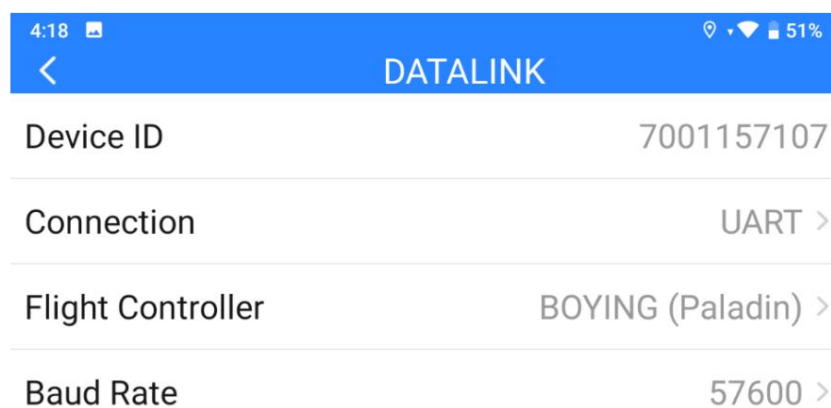 4:18 51%
DATALINK
Device ID 7001157107
Connection UART
Flight Controller BOYING (Paladin)
Baud Rate 57600